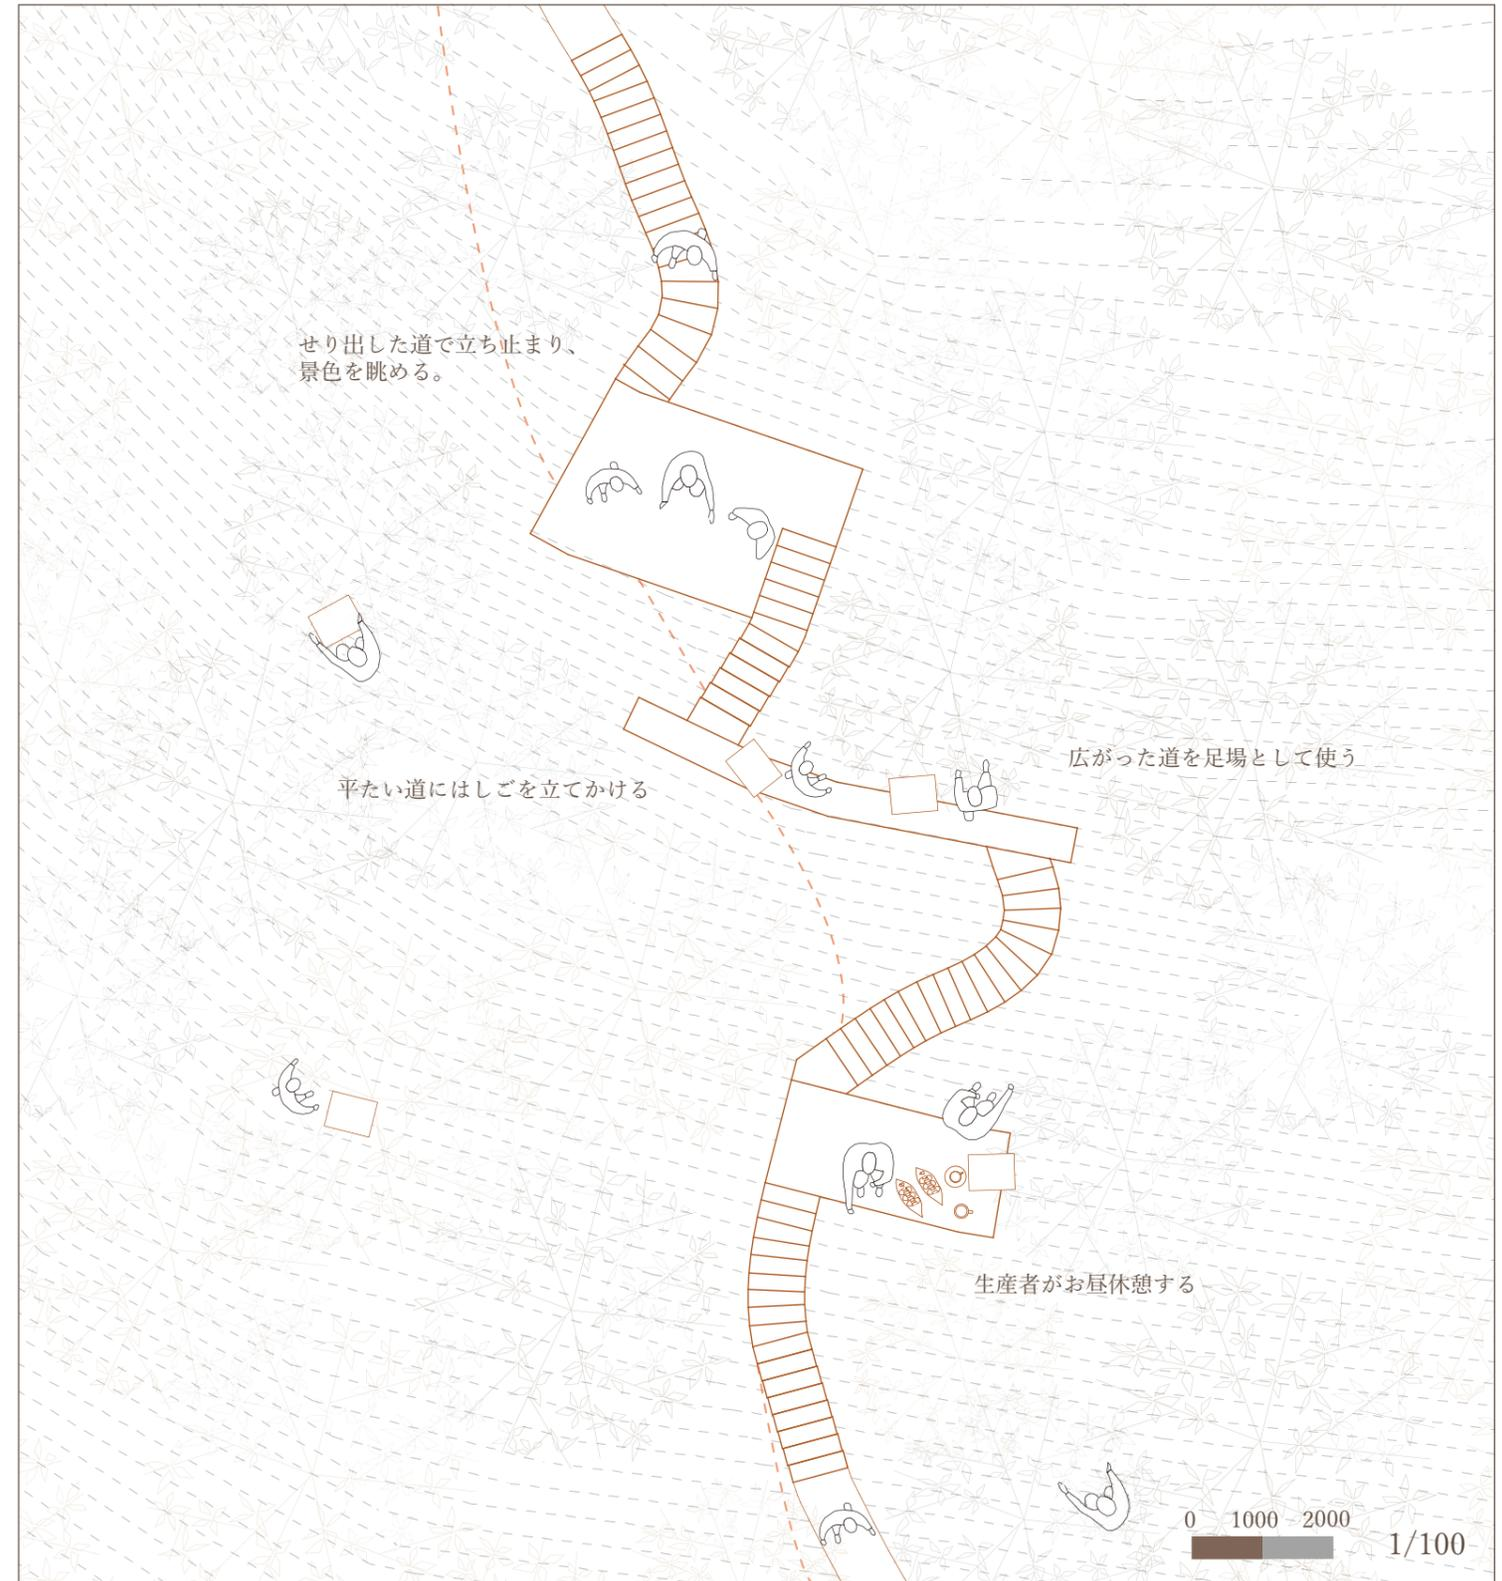 せり出した道で立ち止まり、
景色を眺める。
広がった道を足場として使う
平たい道にはしごを立てかける
生産者がお昼休憩する
0 1000 2000
1/100